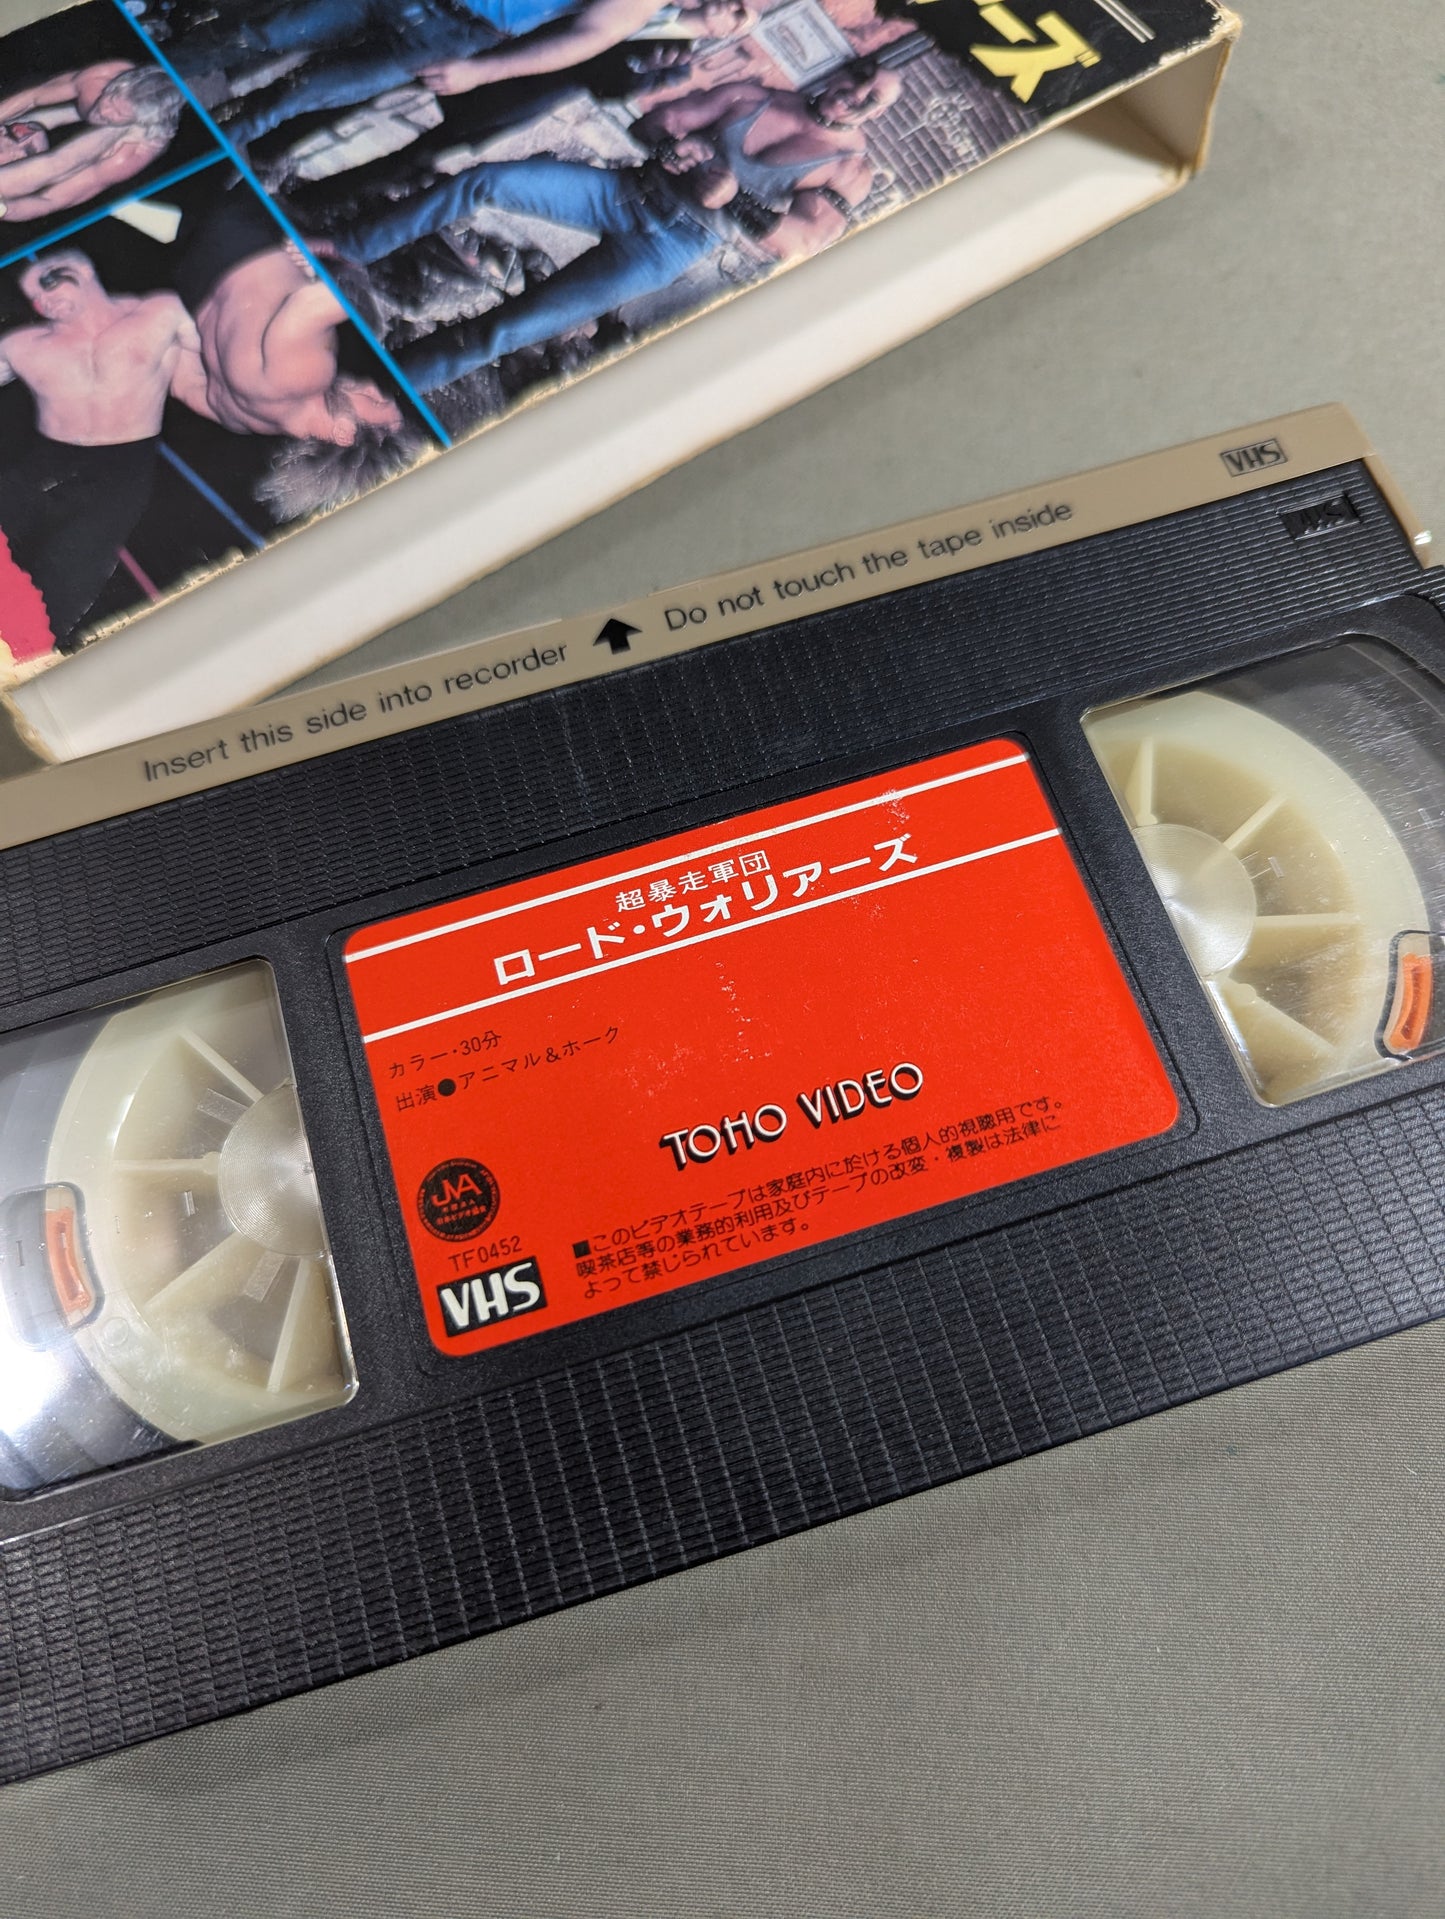 ーズ
VHS
VHS
Insert this side into recorder ↑ Do not touch the tape inside
超暴走軍団
ロード・ウォリアーズ
カラー・30分
出演●アニマル&ホーク
TOHO VIDEO
JVA
TF0452
VHS
■このビデオテープは家庭内に於ける個人的視聴用です。
喫茶店等の業務的利用及びテープの改変・複製は法律に
よって禁じられています。